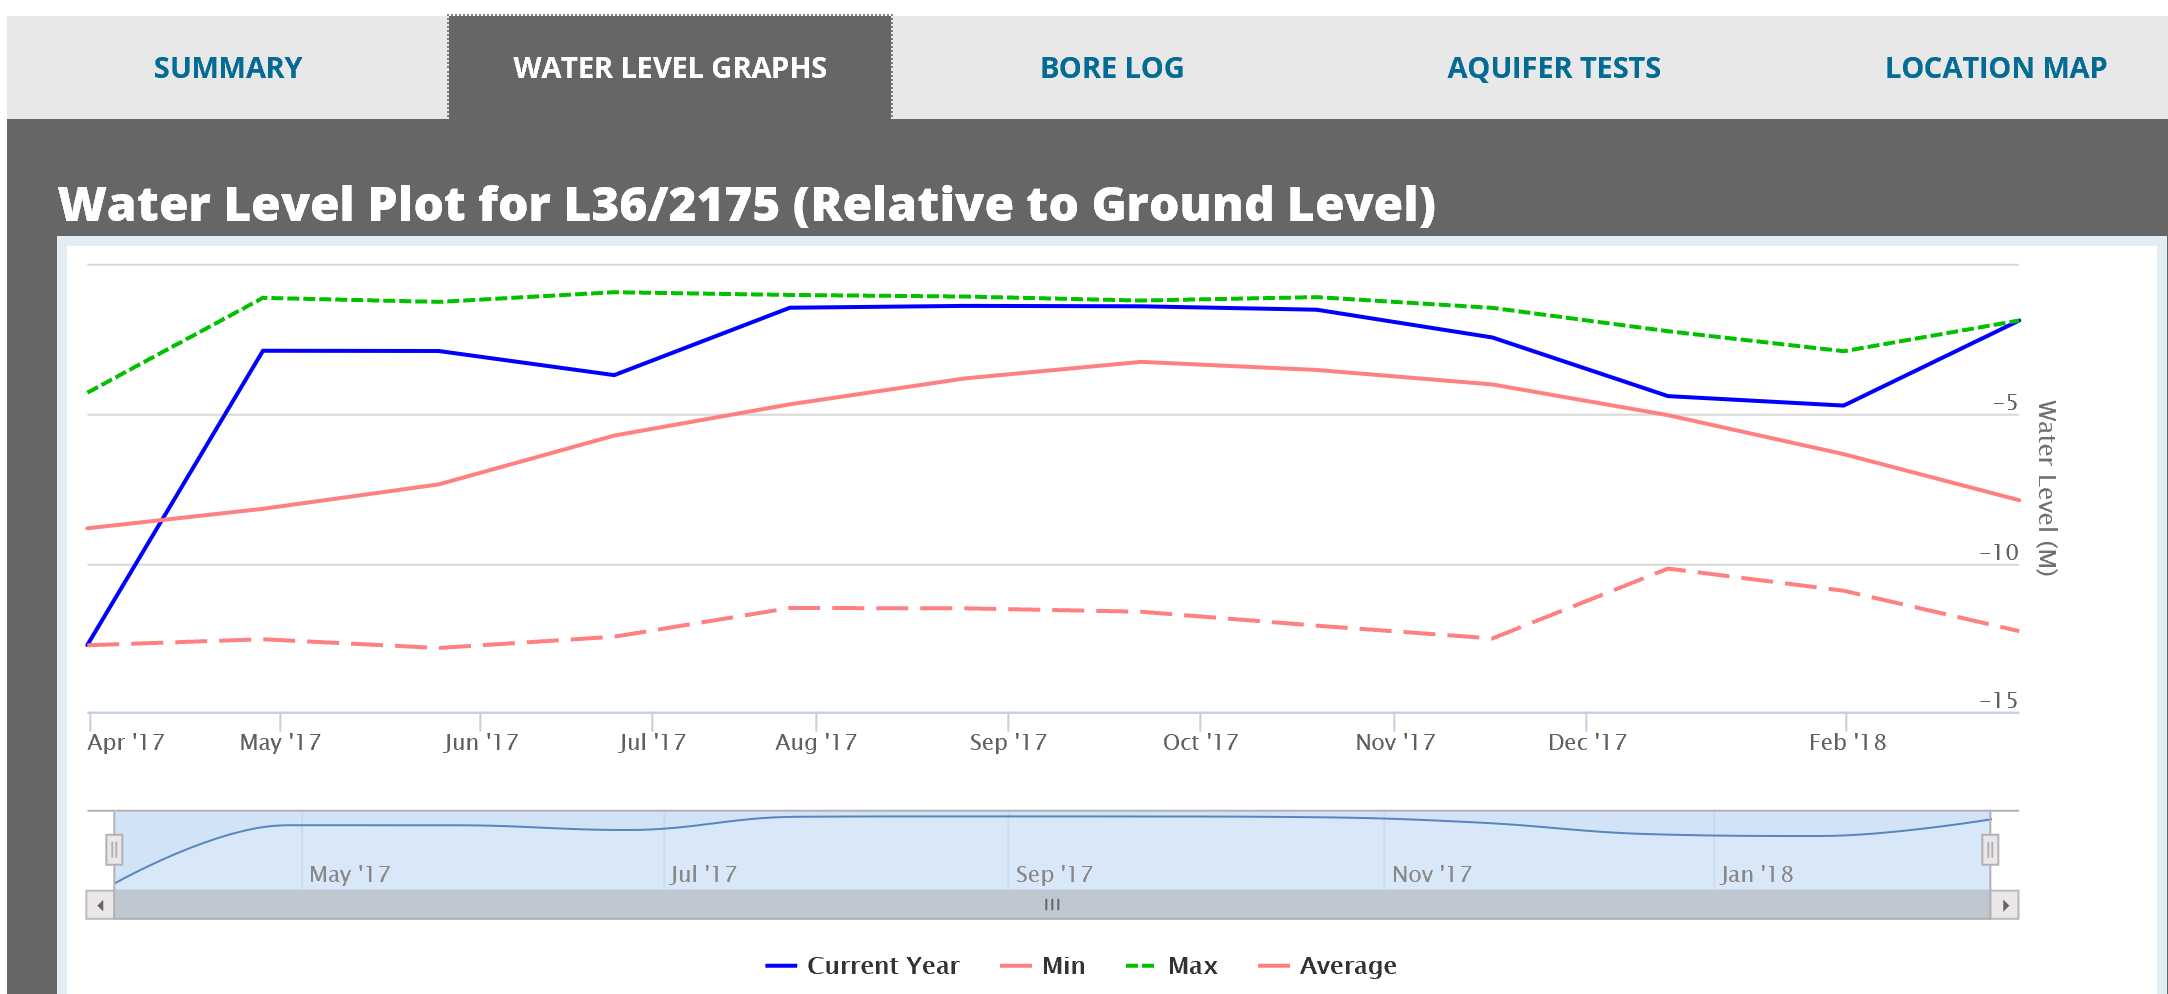 SUMMARY WATER LEVEL GRAPHS BORE LOG AQUIFER TESTS LOCATION MAP
Water Level Plot for L36/2175 (Relative to Ground Level)
−5
−10
−15
Water Level (M)
Apr '17 May '17 Jun '17 Jul '17 Aug '17 Sep '17 Oct '17 Nov '17 Dec '17 Feb '18
May '17 Jul '17 Sep '17 Nov '17 Jan '18
Current Year Min Max Average